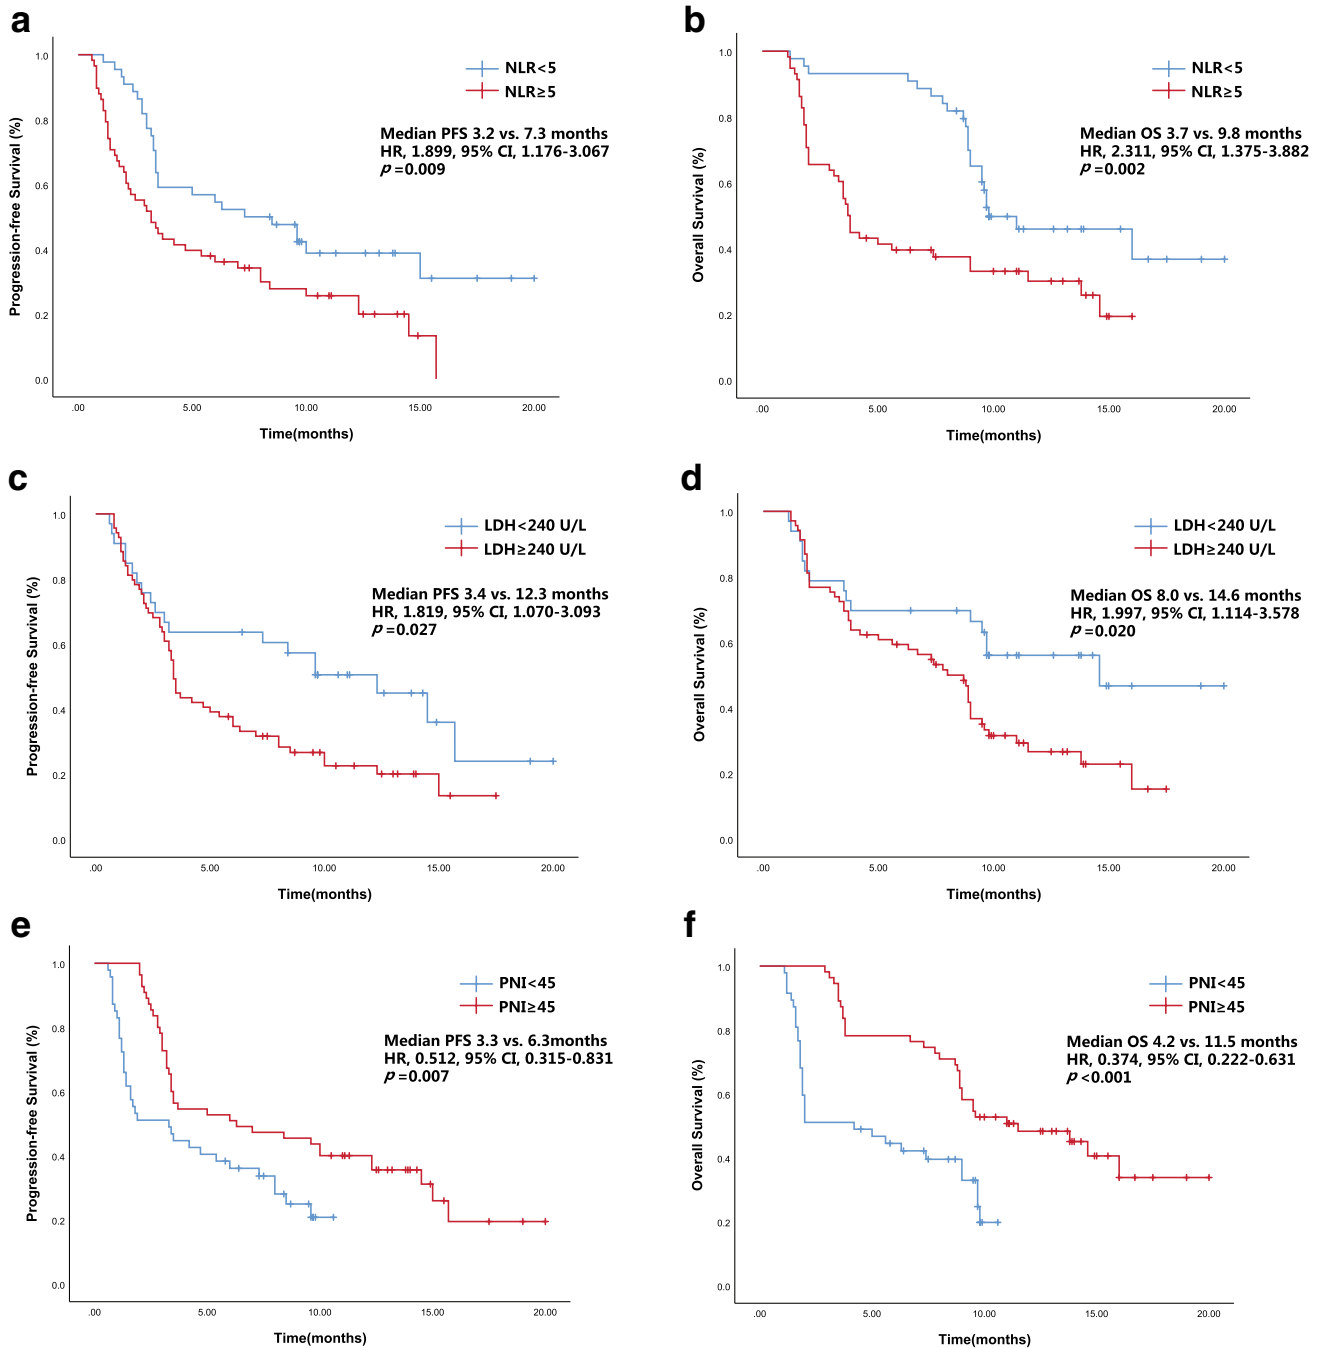 a
NLR<5
NLR≥5
Median PFS 3.2 vs. 7.3 months
HR, 1.899, 95% CI, 1.176-3.067
p=0.009
Progression-free Survival (%)
1.0
0.8
0.6
0.4
0.2
0.0
.00 5.00 10.00 15.00 20.00
Time(months)
b
NLR<5
NLR≥5
Median OS 3.7 vs. 9.8 months
HR, 2.311, 95% CI, 1.375-3.882
p=0.002
Overall Survival (%)
1.0
0.8
0.6
0.4
0.2
0.0
.00 5.00 10.00 15.00 20.00
Time(months)
c
LDH<240 U/L
LDH≥240 U/L
Median PFS 3.4 vs. 12.3 months
HR, 1.819, 95% CI, 1.070-3.093
p=0.027
Progression-free Survival (%)
1.0
0.8
0.6
0.4
0.2
0.0
.00 5.00 10.00 15.00 20.00
Time(months)
d
LDH<240 U/L
LDH≥240 U/L
Median OS 8.0 vs. 14.6 months
HR, 1.997, 95% CI, 1.114-3.578
p=0.020
Overall Survival (%)
1.0
0.8
0.6
0.4
0.2
0.0
.00 5.00 10.00 15.00 20.00
Time(months)
e
PNI<45
PNI≥45
Median PFS 3.3 vs. 6.3months
HR, 0.512, 95% CI, 0.315-0.831
p=0.007
Progression-free Survival (%)
1.0
0.8
0.6
0.4
0.2
0.0
.00 5.00 10.00 15.00 20.00
Time(months)
f
PNI<45
PNI≥45
Median OS 4.2 vs. 11.5 months
HR, 0.374, 95% CI, 0.222-0.631
p<0.001
Overall Survival (%)
1.0
0.8
0.6
0.4
0.2
0.0
.00 5.00 10.00 15.00 20.00
Time(months)